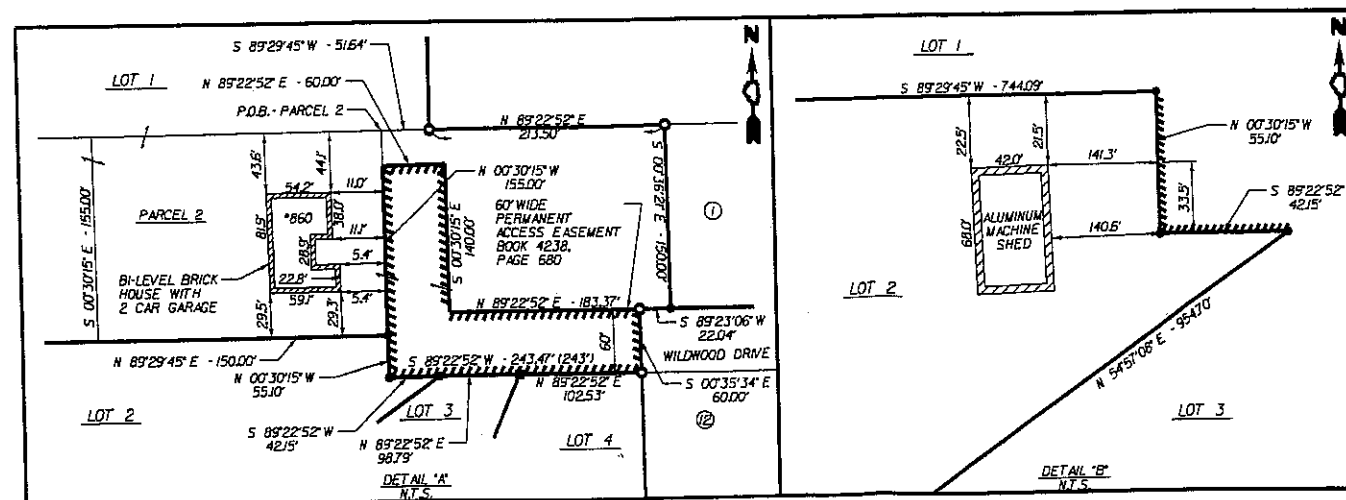 S 89°29'45" W - 51.64'
LOT 1
N 89°22'52" E - 60.00'
P.O.B. - PARCEL 2
N
N 89°22'52" E
213.50'
43.6'
44.1'
54.2'
11.0'
N 00°30'15" W
155.00'
S 00°36'21" E - 150.00'
S 00°30'15" E - 155.00'
PARCEL 2
*860
81.9'
38.0'
11.1'
28.9'
5.4'
22.8'
59.1'
5.4'
S 00°30'15" E
140.00'
60' WIDE
PERMANENT
ACCESS EASEMENT
BOOK 4238,
PAGE 680
1
BI-LEVEL BRICK
HOUSE WITH
2 CAR GARAGE
29.5'
29.3'
N 89°22'52" E - 183.37'
S 89°23'06" W
22.04'
WILDWOOD DRIVE
60'
N 89°29'45" E - 150.00'
S 89°22'52" W - 243.47' (243')
N 00°30'15" W
55.10'
N 89°22'52" E
102.53'
S 00°35'34" E
60.00'
LOT 2
LOT 3
LOT 4
12
S 89°22'52" W
42.15'
N 89°22'52" E
98.79'
DETAIL "A"
N.T.S.
LOT 1
N
S 89°29'45" W - 744.09'
22.5'
21.5'
N 00°30'15" W
55.10'
42.0'
141.3'
33.5'
S 89°22'52"
42.15'
ALUMINUM
MACHINE
SHED
68.0'
140.6'
LOT 2
N 54°57'08" E - 954.70'
LOT 3
DETAIL "B"
N.T.S.